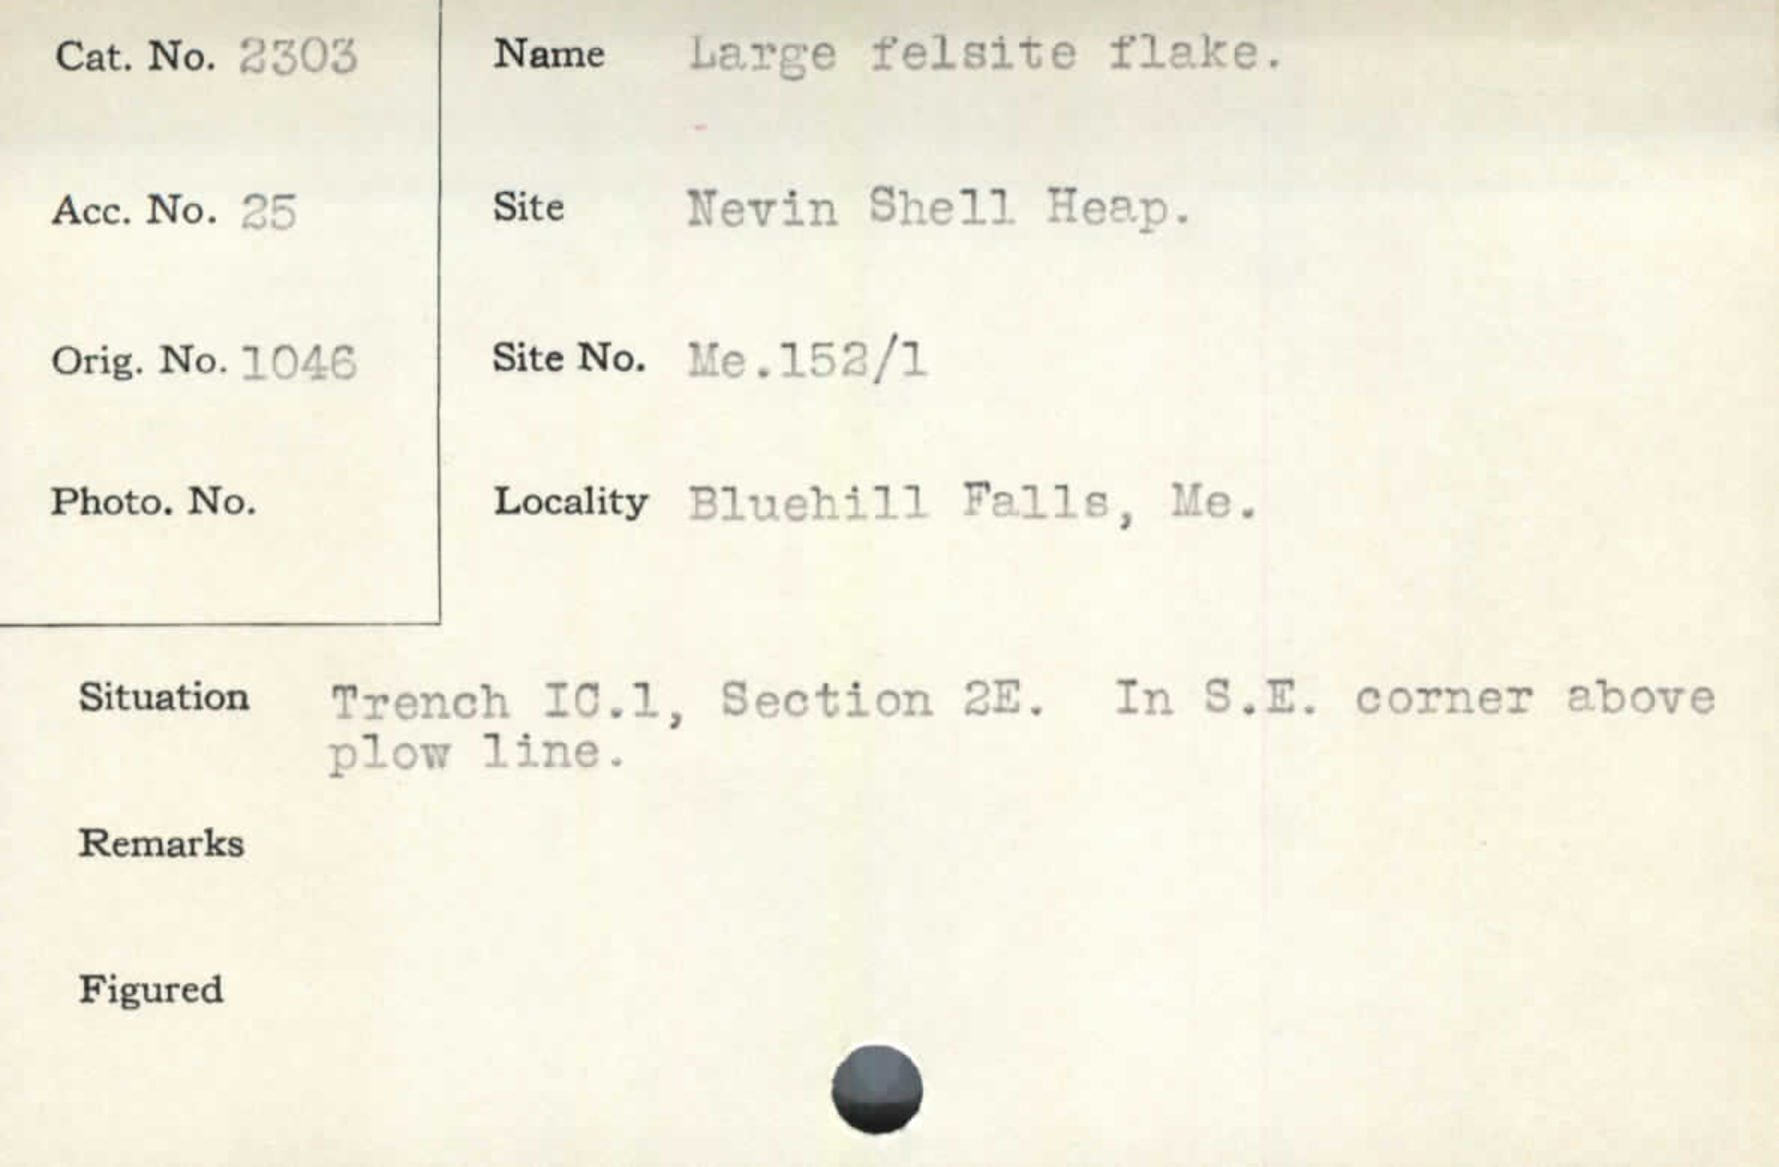 Cat. No. 2303
Name Large felsite flake.
Acc. No. 25
Site Nevin Shell Heap.
Orig. No. 1046
Site No. Me.152/1
Photo. No.
Locality Bluehill Falls, Me.
Situation Trench IC.1, Section 2E. In S.E. corner above
plow line.
Remarks
Figured